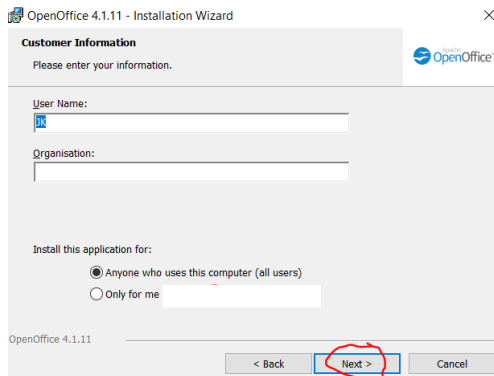 OpenOffice 4.1.11 - Installation Wizard
Customer Information
Please enter your information.
Apache
OpenOffice
User Name:
JK
Organisation:
Install this application for:
Anyone who uses this computer (all users)
Only for me
OpenOffice 4.1.11
< Back Next > Cancel